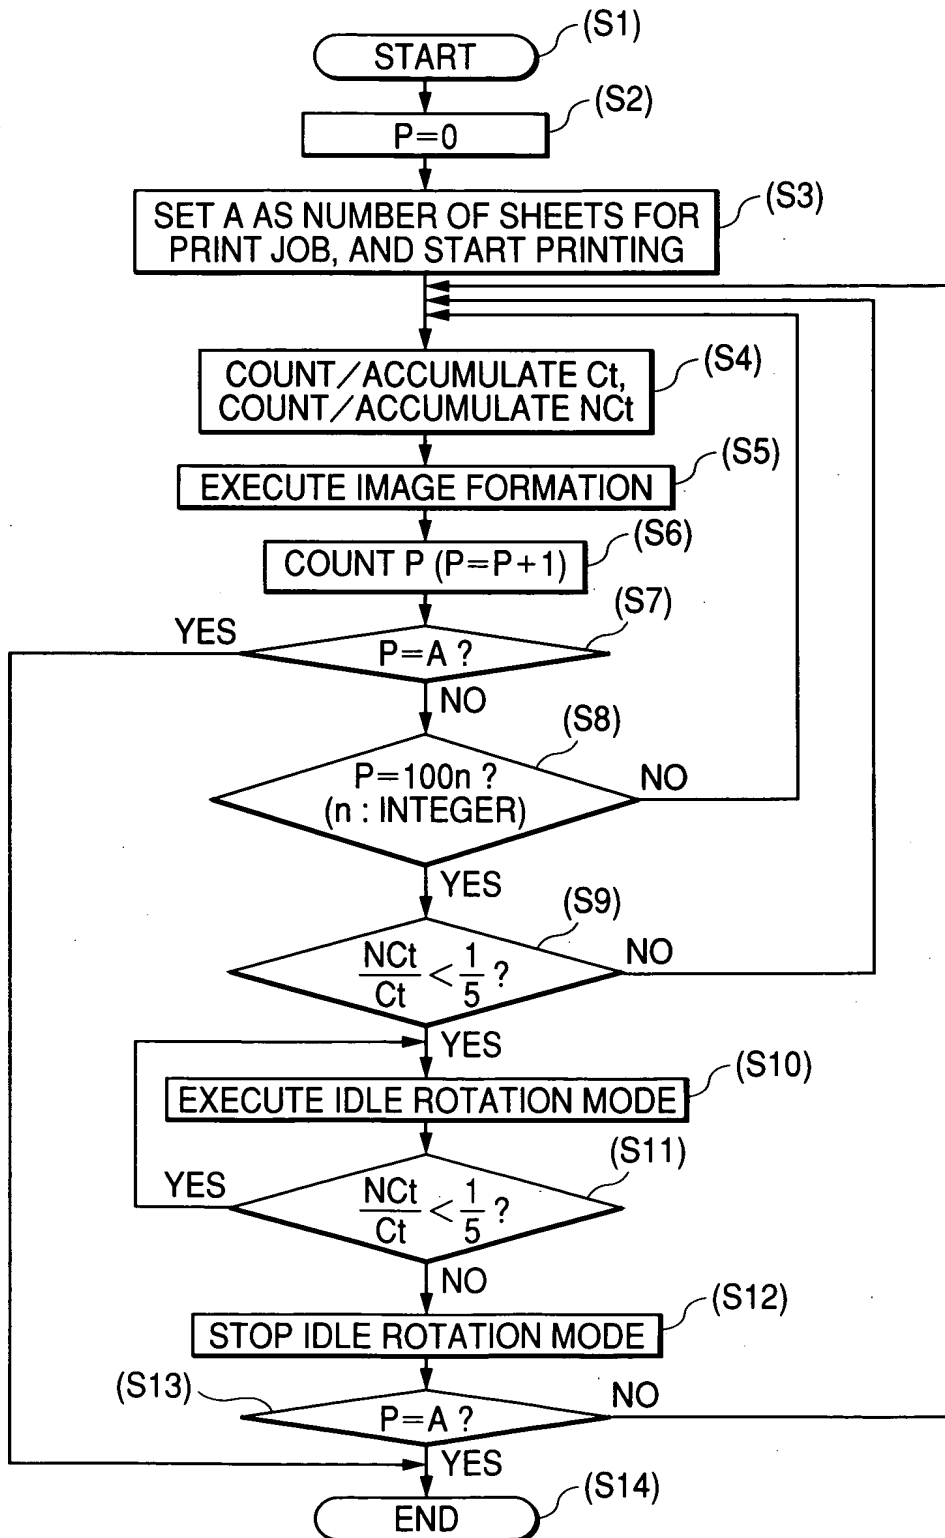 (S1)
START
(S2)
P=0
(S3)
SET A AS NUMBER OF SHEETS FOR
PRINT JOB, AND START PRINTING
(S4)
COUNT/ACCUMULATE Ct,
COUNT/ACCUMULATE NCt
(S5)
EXECUTE IMAGE FORMATION
(S6)
COUNT P (P=P+1)
(S7)
YES
P=A ?
NO
(S8)
P=100n ?
(n : INTEGER)
NO
YES
(S9)
NCt/Ct < 1/5 ?
NO
YES
(S10)
EXECUTE IDLE ROTATION MODE
(S11)
YES
NCt/Ct < 1/5 ?
NO
(S12)
STOP IDLE ROTATION MODE
(S13)
P=A ?
NO
YES
(S14)
END